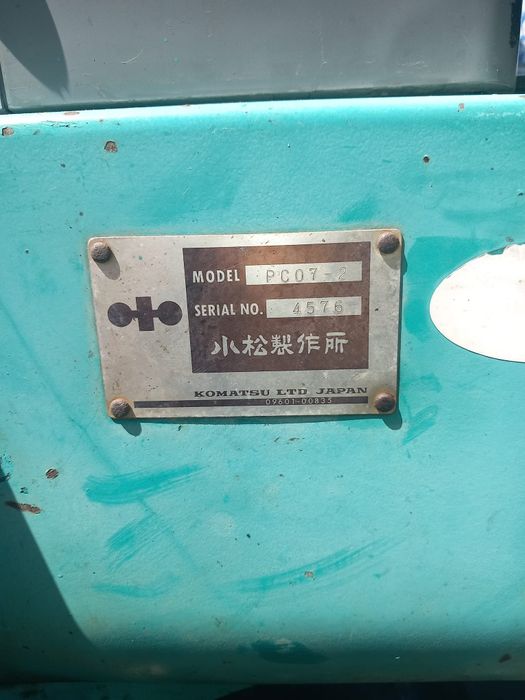 MODEL PC07-2
SERIAL NO. 4576
小松製作所
KOMATSU LTD JAPAN
09601-00835